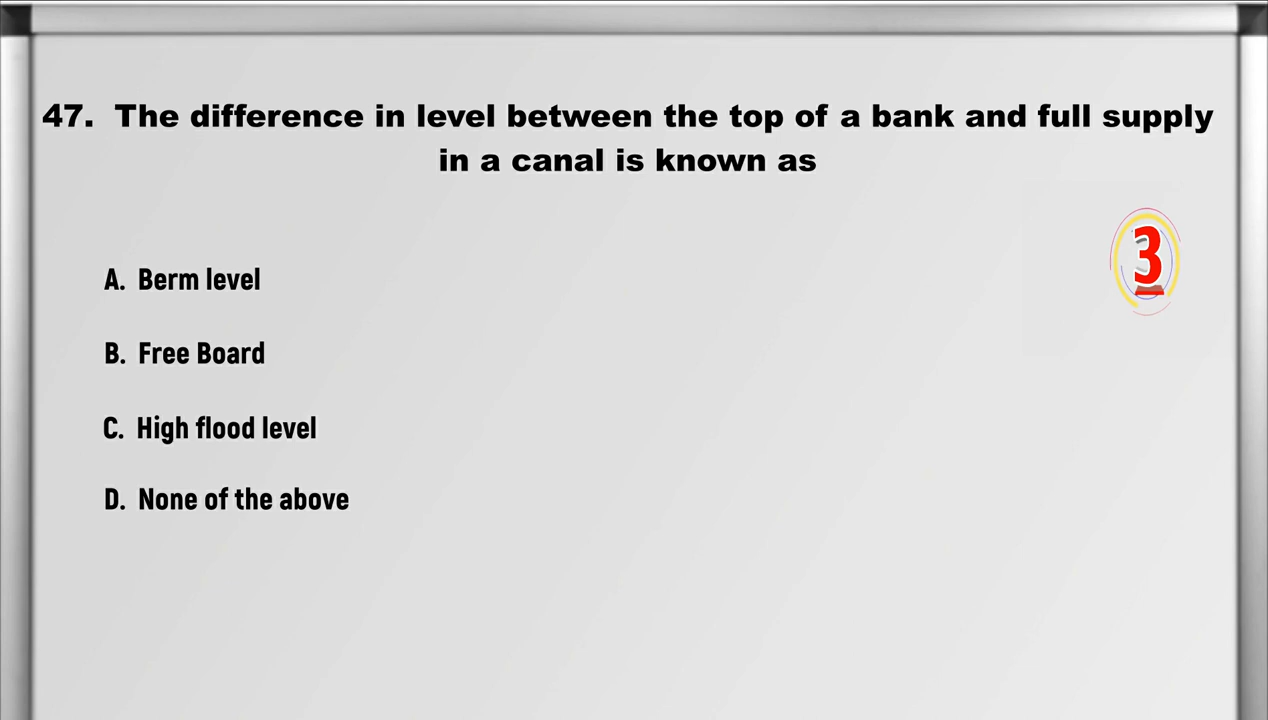 47. The difference in level between the top of a bank and full supply
in a canal is known as
3
A. Berm level
B. Free Board
C. High flood level
D. None of the above